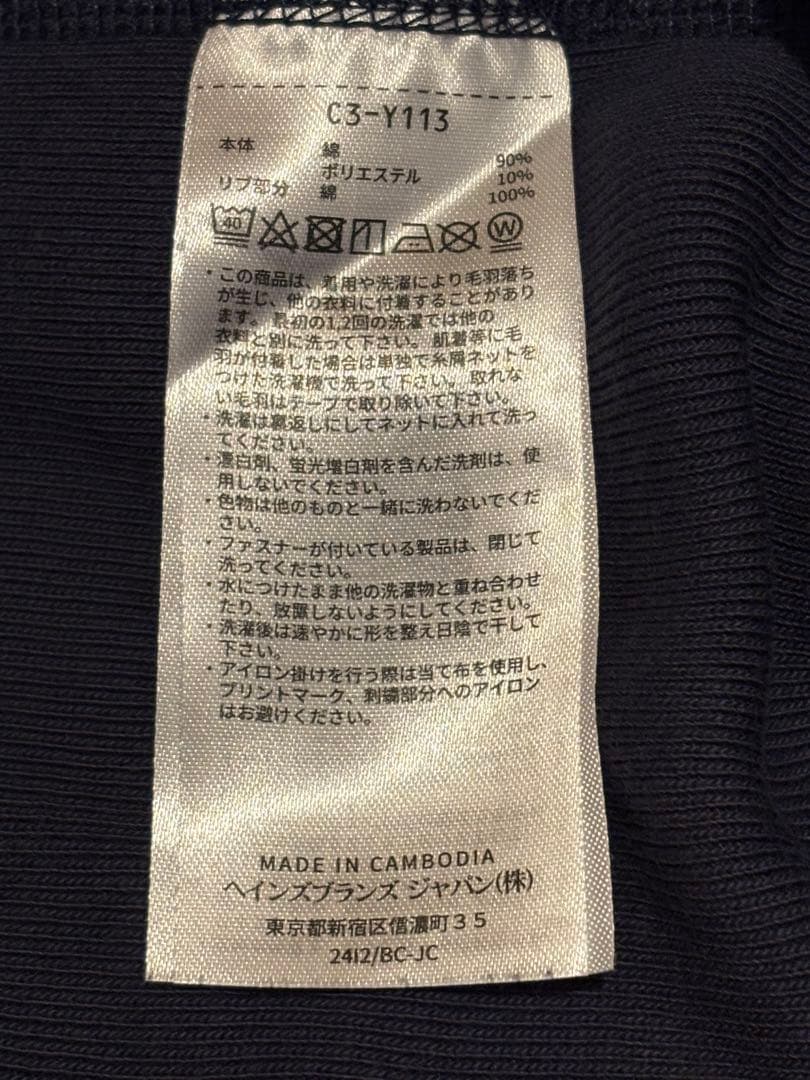 C3-Y113
本体 綿 90%
ポリエステル 10%
リブ部分 綿 100%
40 W
・この商品は、着用や洗濯により毛羽落ち
が生じ、他の衣料に付着することがあり
ます。最初の1,2回の洗濯では他の
衣料と別に洗って下さい。肌着等に毛
羽が付着した場合は単独で糸屑ネットを
つけた洗濯機で洗って下さい。取れな
い毛羽はテープで取り除いて下さい。
・洗濯は裏返しにしてネットに入れて洗っ
てください。
・漂白剤、蛍光増白剤を含んだ洗剤は、使
用しないでください。
・色物は他のものと一緒に洗わないでくだ
さい。
・ファスナーが付いている製品は、閉じて
洗ってください。
・水につけたまま他の洗濯物と重ね合わせ
たり、放置しないようにしてください。
・洗濯後は速やかに形を整え日陰で干して
下さい。
・アイロン掛けを行う際は当て布を使用し、
プリントマーク、刺繍部分へのアイロン
はお避けください。
MADE IN CAMBODIA
ヘインズブランズ ジャパン(株)
東京都新宿区信濃町35
24I2/BC-JC